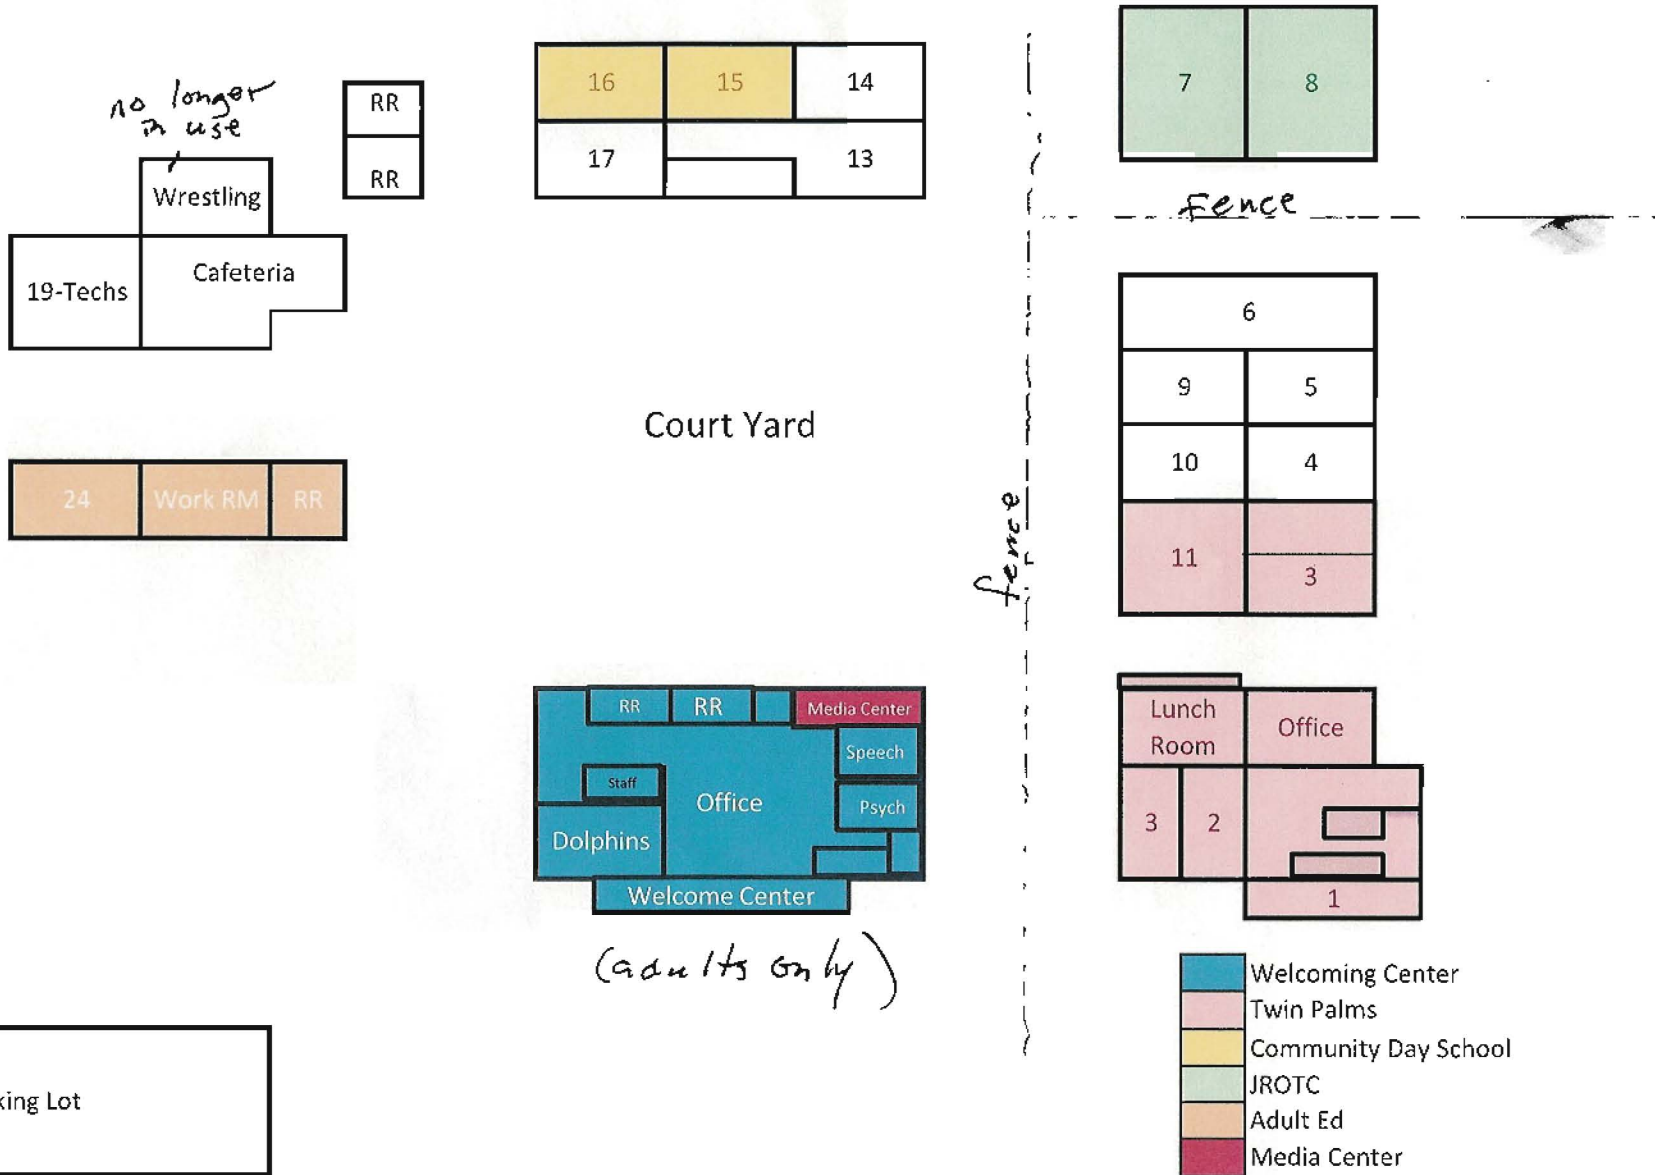 no longer
in use
RR
RR
Wrestling
19-Techs
Cafeteria
16
15
14
17
13
7
8
Fence
6
9
5
10
4
11
3
Court Yard
fence
24
Work RM
RR
RR
RR
Media Center
Speech
Staff
Office
Psych
Dolphins
Welcome Center
(adults only)
Lunch
Room
Office
3
2
1
Welcoming Center
Twin Palms
Community Day School
JROTC
Adult Ed
Media Center
king Lot